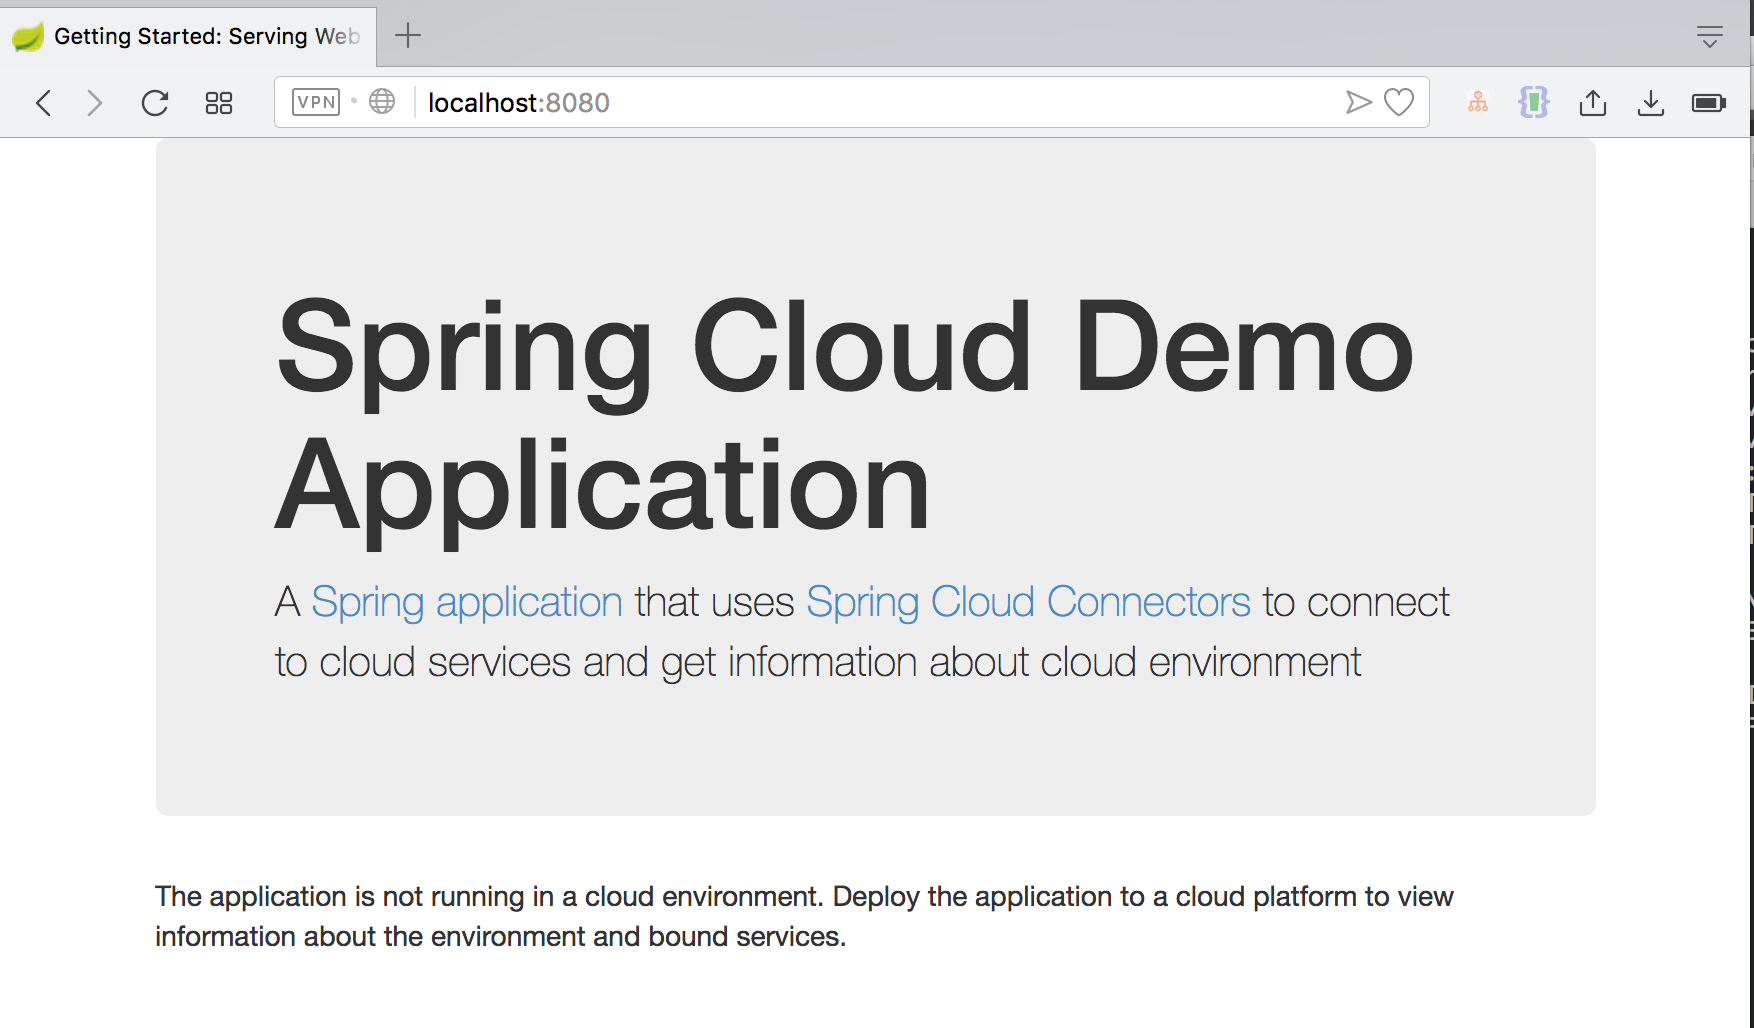 Getting Started: Serving Web
VPN
localhost:8080
Spring Cloud Demo
Application
A Spring application that uses Spring Cloud Connectors to connect
to cloud services and get information about cloud environment
The application is not running in a cloud environment. Deploy the application to a cloud platform to view
information about the environment and bound services.